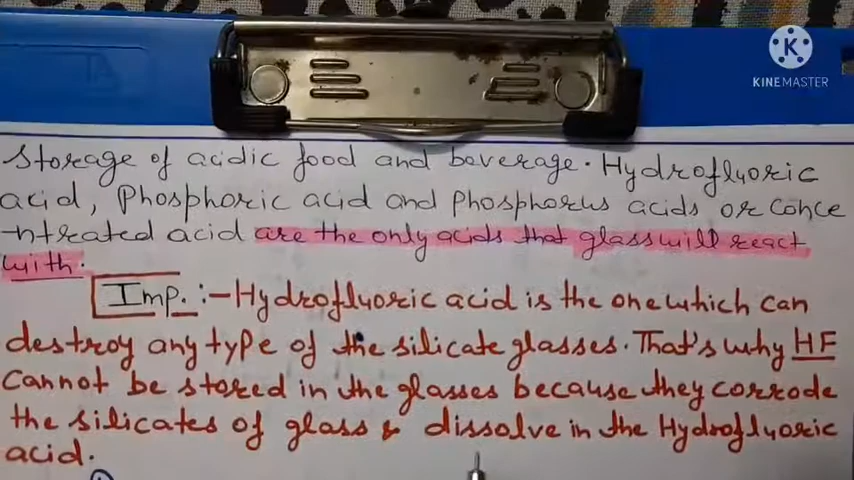 K
KINEMASTER
Storage of acidic food and beverage. Hydrofluoric
acid, Phosphoric acid and Phosphorus acids or conce
-ntrated acid are the only acids that glass will react
with.
Imp. :- Hydrofluoric acid is the one which can
destroy any type of the silicate glasses. That's why HF
cannot be stored in the glasses because they corrode
the silicates of glass & dissolve in the Hydrofluoric
acid.